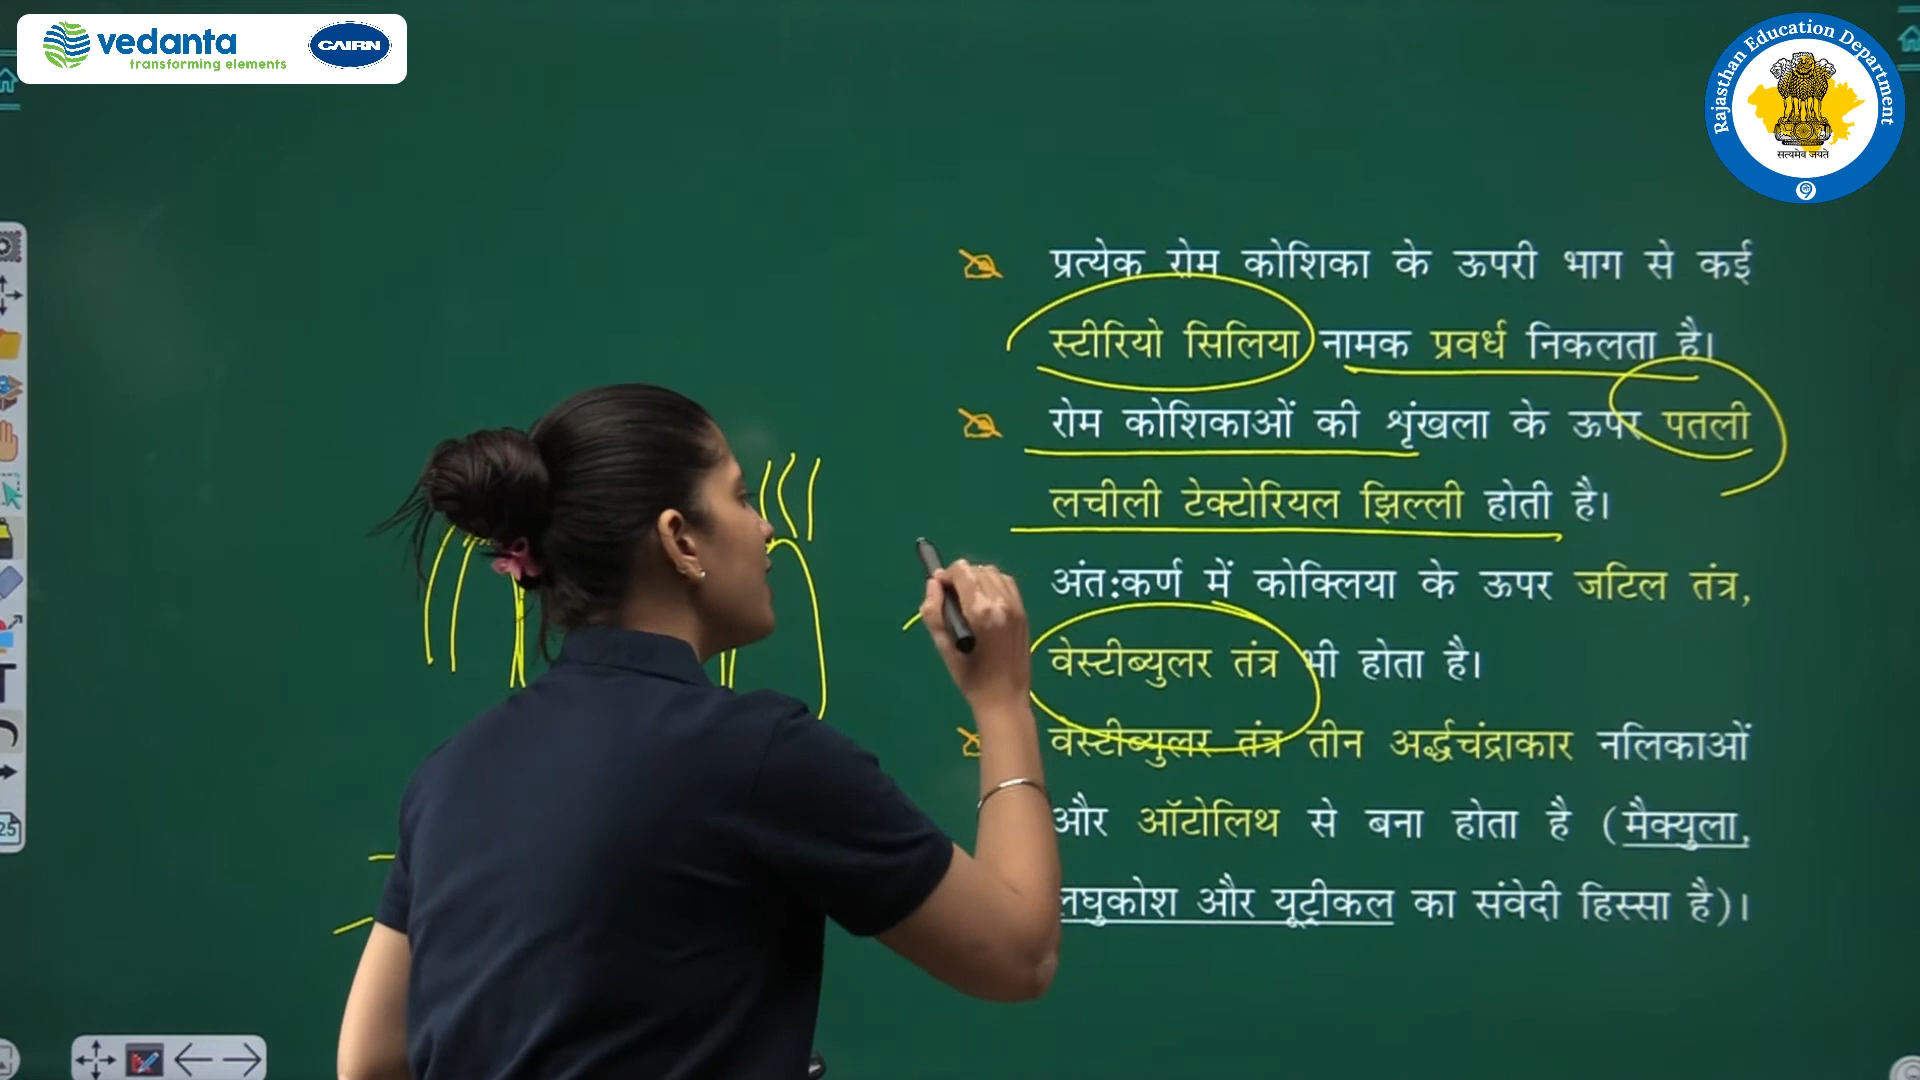 vedanta
transforming elements
CAIRN
Rajasthan Education Department
सत्यमेव जयते
प्रत्येक रोम कोशिका के ऊपरी भाग से कई
स्टीरियो सिलिया नामक प्रवर्ध निकलता है।
रोम कोशिकाओं की शृंखला के ऊपर पतली
लचीली टेक्टोरियल झिल्ली होती है।
अंत:कर्ण में कोक्लिया के ऊपर जटिल तंत्र,
वेस्टीब्युलर तंत्र भी होता है।
वेस्टीब्युलर तंत्र तीन अर्द्धचंद्राकार नलिकाओं
और ऑटोलिथ से बना होता है (मैक्युला,
लघुकोश और यूट्रीकल का संवेदी हिस्सा है)।
25